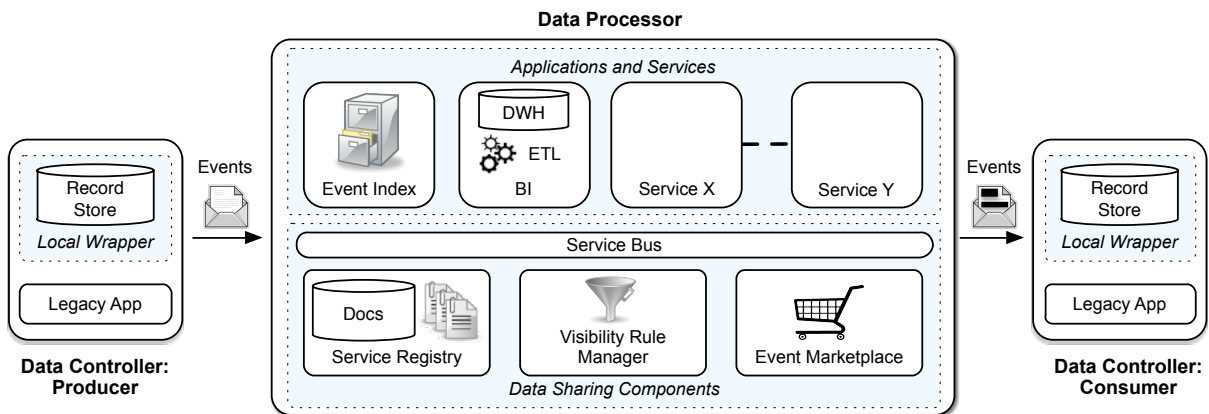 Data Processor
Applications and Services
DWH
ETL
Event Index
BI
Service X
Service Y
Events
Record
Store
Local Wrapper
Legacy App
Data Controller:
Producer
Service Bus
Docs
Service Registry
Visibility Rule
Manager
Event Marketplace
Data Sharing Components
Events
Record
Store
Local Wrapper
Legacy App
Data Controller:
Consumer